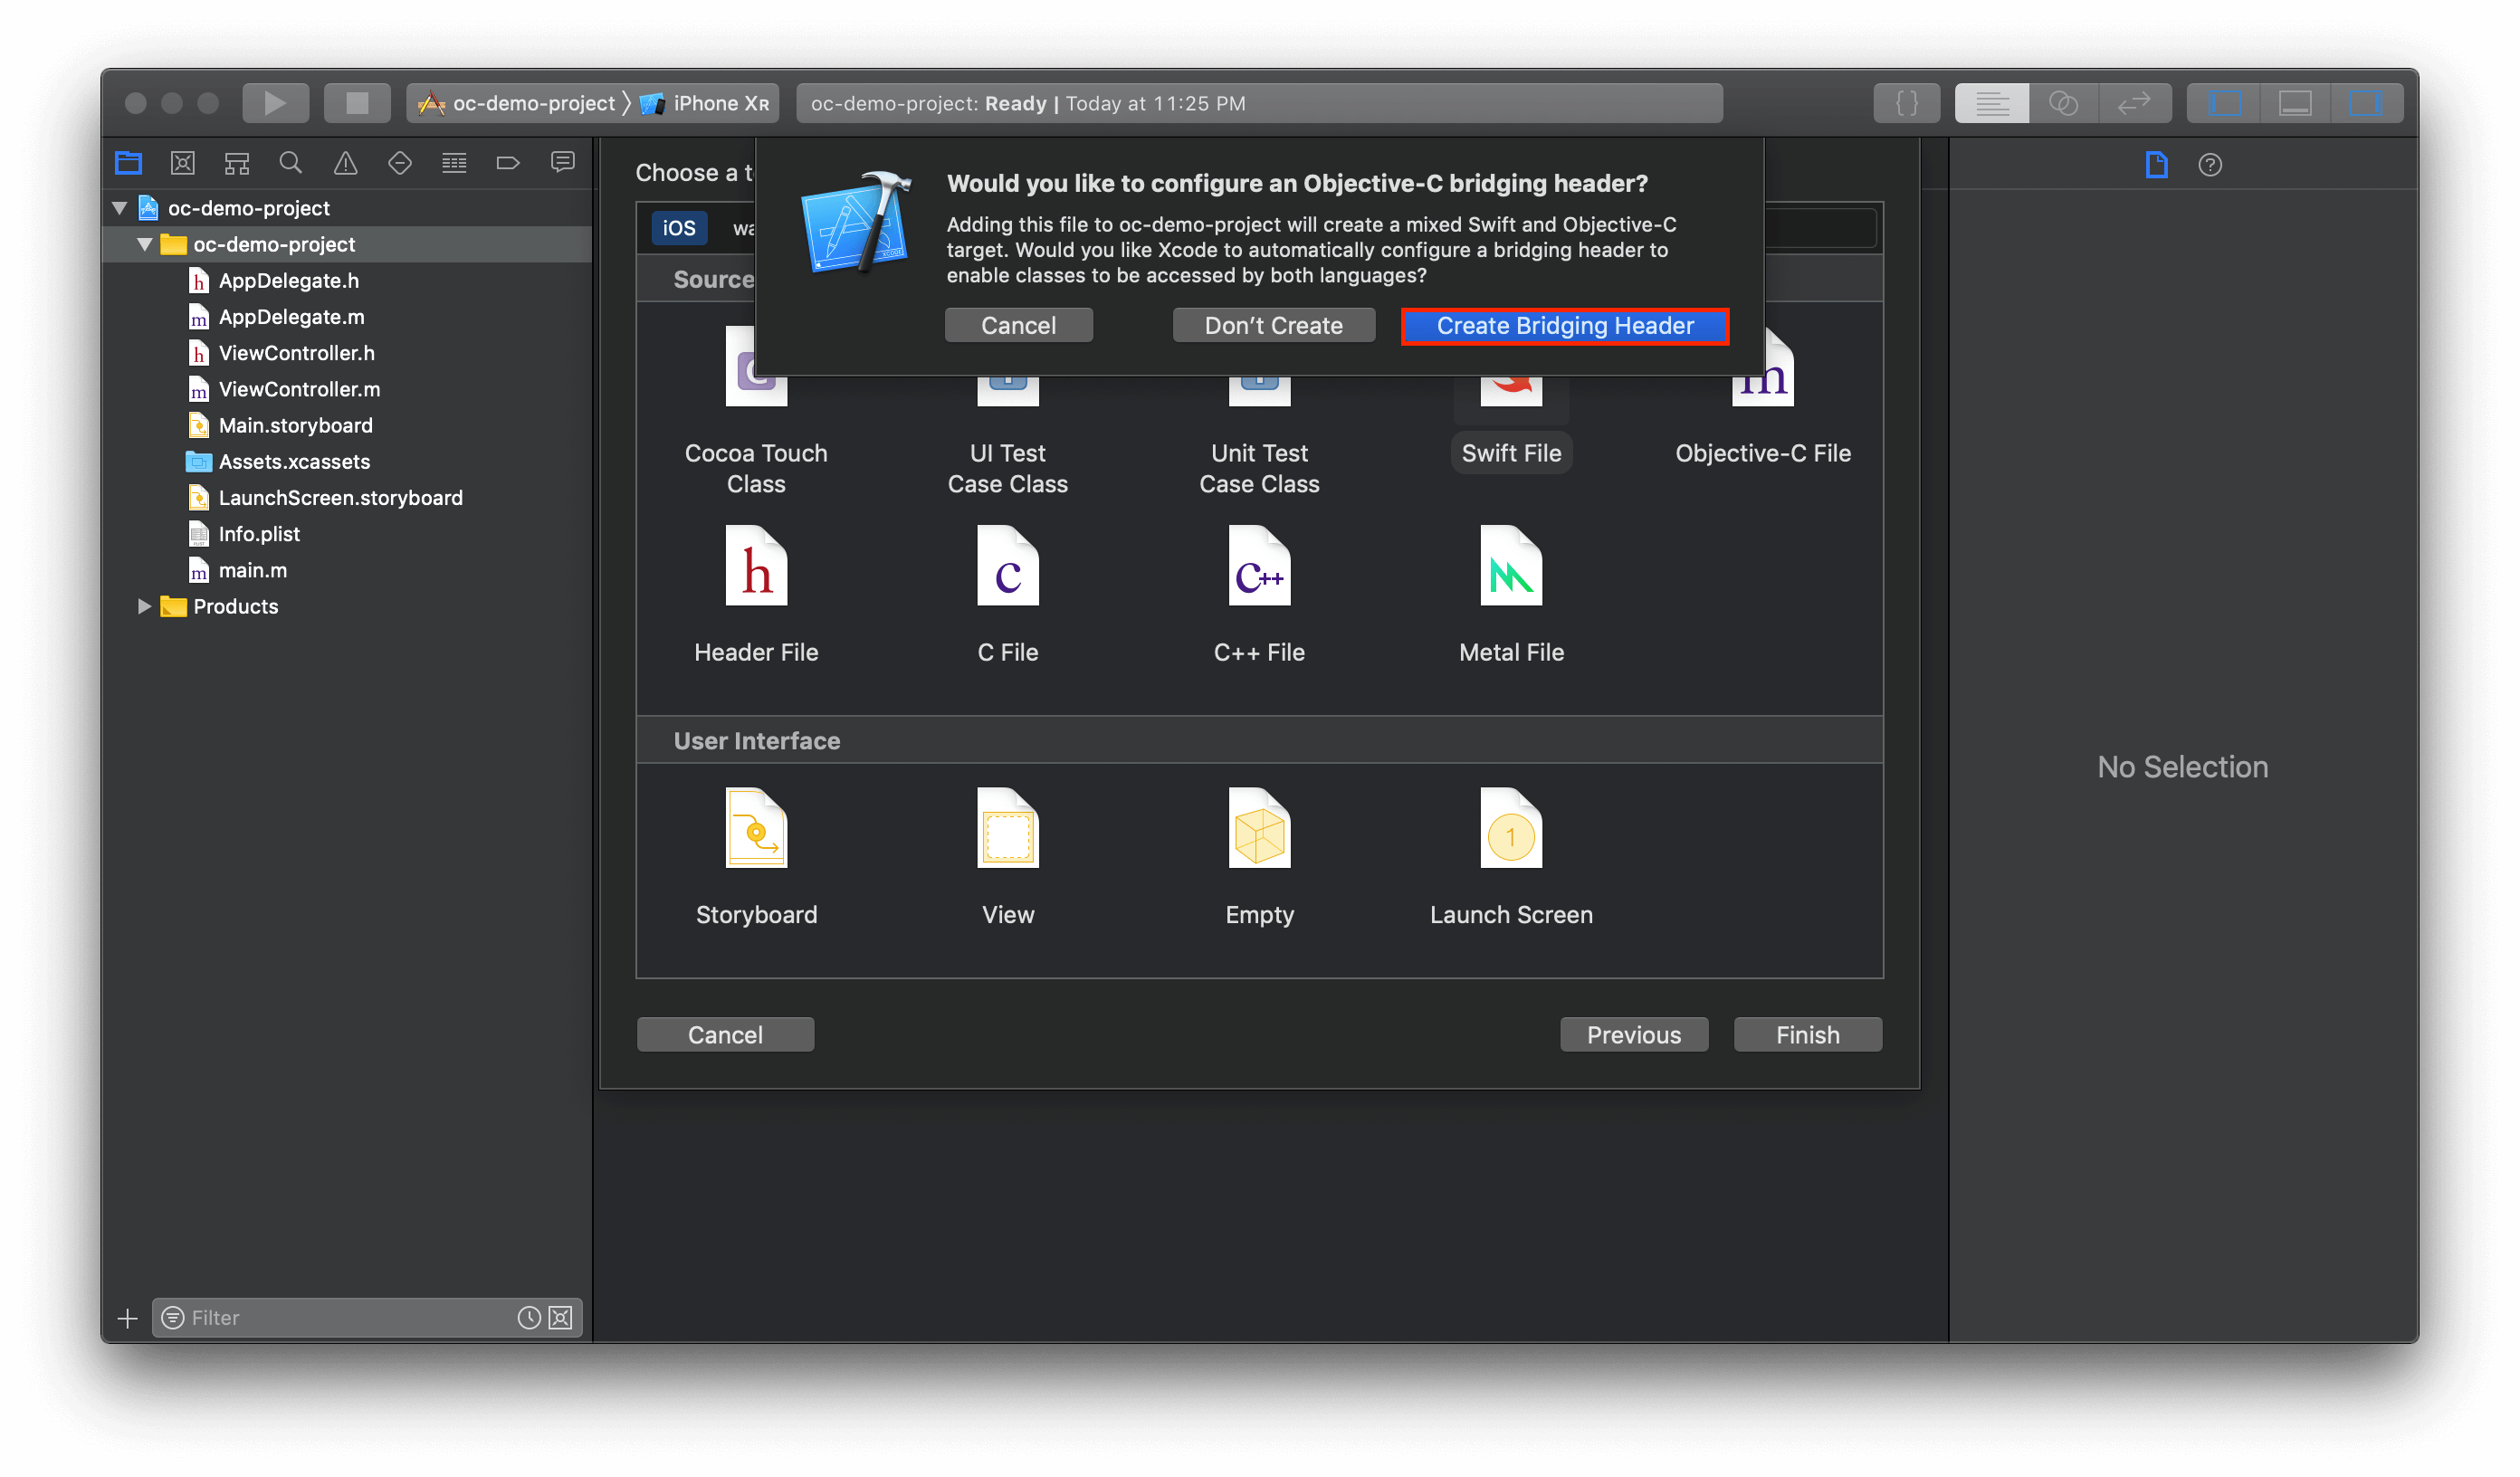 oc-demo-project
iPhone XR
oc-demo-project: Ready | Today at 11:25 PM
oc-demo-project
oc-demo-project
AppDelegate.h
AppDelegate.m
ViewController.h
ViewController.m
Main.storyboard
Assets.xcassets
LaunchScreen.storyboard
Info.plist
main.m
Products
Filter
Choose a t
iOS
wa
Source
Would you like to configure an Objective-C bridging header?
Adding this file to oc-demo-project will create a mixed Swift and Objective-C
target. Would you like Xcode to automatically configure a bridging header to
enable classes to be accessed by both languages?
Cancel
Don’t Create
Create Bridging Header
C
m
Cocoa Touch
Class
UI Test
Case Class
Unit Test
Case Class
Swift File
Objective-C File
h
c
C++
Header File
C File
C++ File
Metal File
User Interface
1
Storyboard
View
Empty
Launch Screen
Cancel
Previous
Finish
No Selection